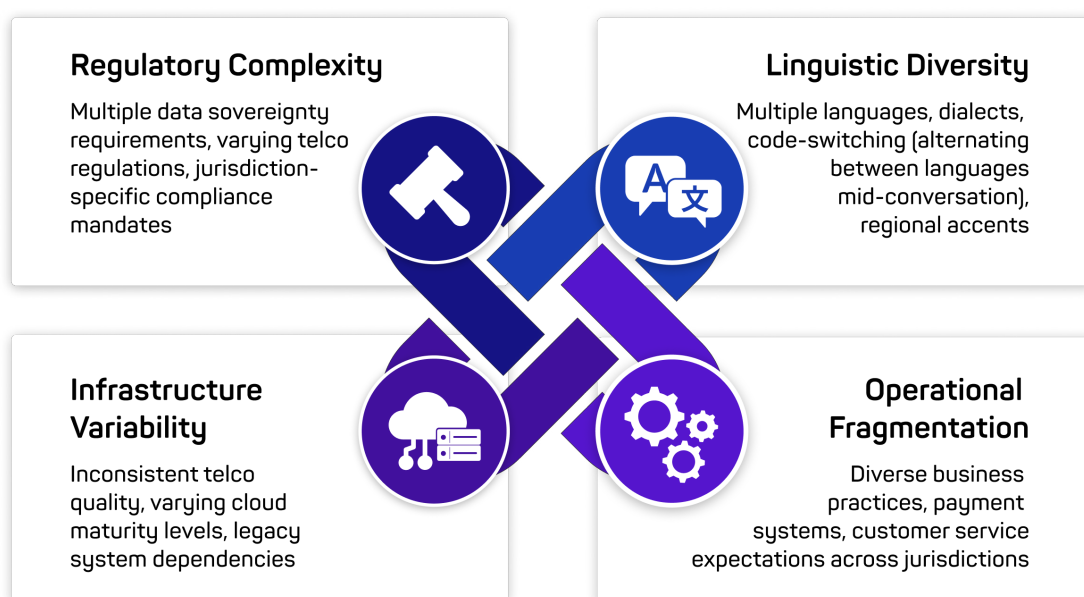 Regulatory Complexity
Multiple data sovereignty
requirements, varying telco
regulations, jurisdiction-
specific compliance
mandates
Linguistic Diversity
Multiple languages, dialects,
code-switching (alternating
between languages
mid-conversation),
regional accents
A
文
Infrastructure
Variability
Inconsistent telco
quality, varying cloud
maturity levels, legacy
system dependencies
Operational
Fragmentation
Diverse business
practices, payment
systems, customer service
expectations across jurisdictions